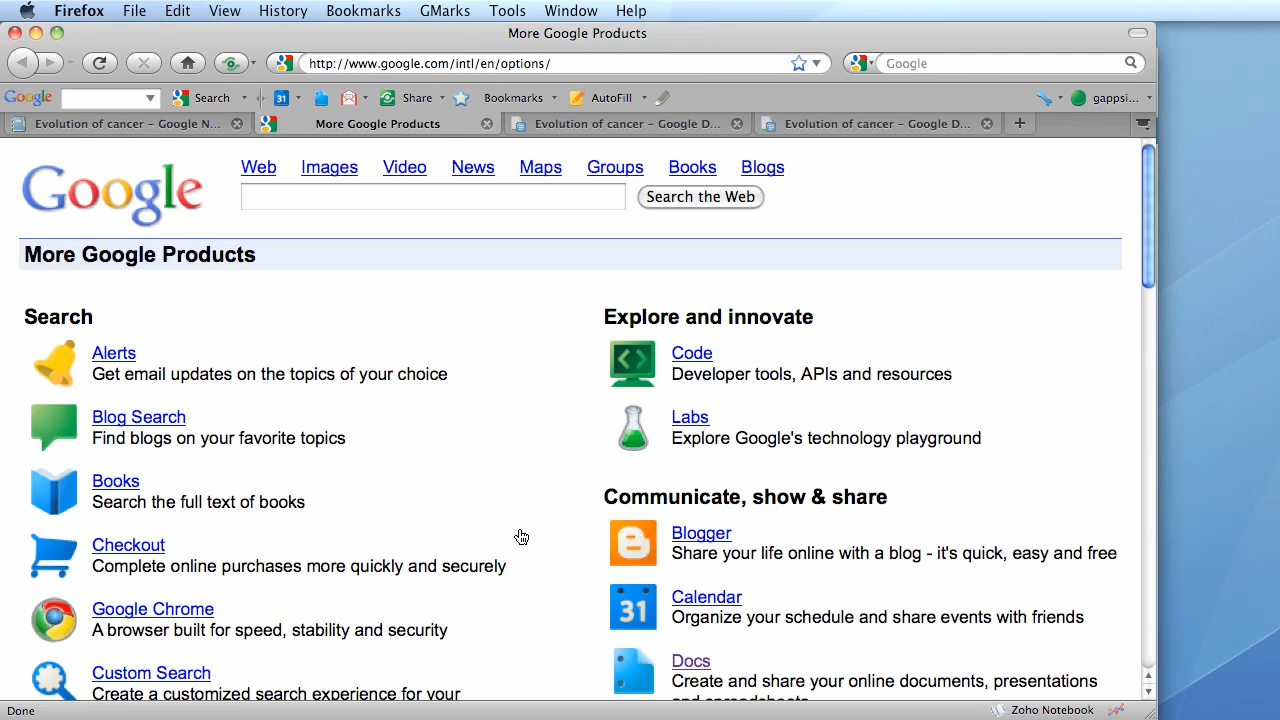 Firefox File Edit View History Bookmarks GMarks Tools Window Help
More Google Products
http://www.google.com/intl/en/options/ Google
Google Search 31 Share Bookmarks AutoFill gappsi...
Evolution of cancer – Google N... More Google Products Evolution of cancer – Google D... Evolution of cancer – Google D...
Web Images Video News Maps Groups Books Blogs
Google
Search the Web
More Google Products
Search
Alerts
Get email updates on the topics of your choice
Blog Search
Find blogs on your favorite topics
Books
Search the full text of books
Checkout
Complete online purchases more quickly and securely
Google Chrome
A browser built for speed, stability and security
Custom Search
Create a customized search experience for your
Explore and innovate
Code
Developer tools, APIs and resources
Labs
Explore Google's technology playground
Communicate, show & share
Blogger
Share your life online with a blog - it's quick, easy and free
31
Calendar
Organize your schedule and share events with friends
Docs
Create and share your online documents, presentations
and spreadsheets
Done Zoho Notebook